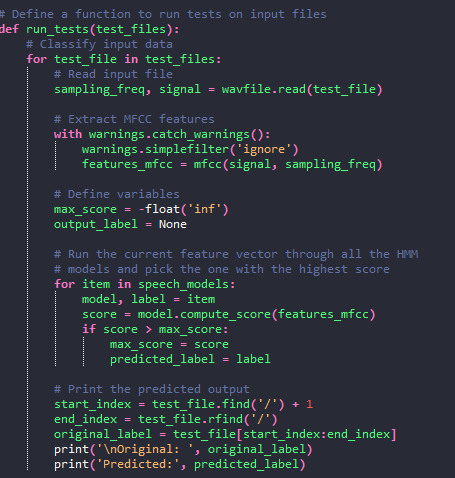 # Define a function to run tests on input files
def run_tests(test_files):
    # Classify input data
    for test_file in test_files:
        # Read input file
        sampling_freq, signal = wavfile.read(test_file)

        # Extract MFCC features
        with warnings.catch_warnings():
            warnings.simplefilter('ignore')
            features_mfcc = mfcc(signal, sampling_freq)

        # Define variables
        max_score = -float('inf')
        output_label = None

        # Run the current feature vector through all the HMM
        # models and pick the one with the highest score
        for item in speech_models:
            model, label = item
            score = model.compute_score(features_mfcc)
            if score > max_score:
                max_score = score
                predicted_label = label

        # Print the predicted output
        start_index = test_file.find('/') + 1
        end_index = test_file.rfind('/')
        original_label = test_file[start_index:end_index]
        print('\nOriginal: ', original_label)
        print('Predicted:', predicted_label)